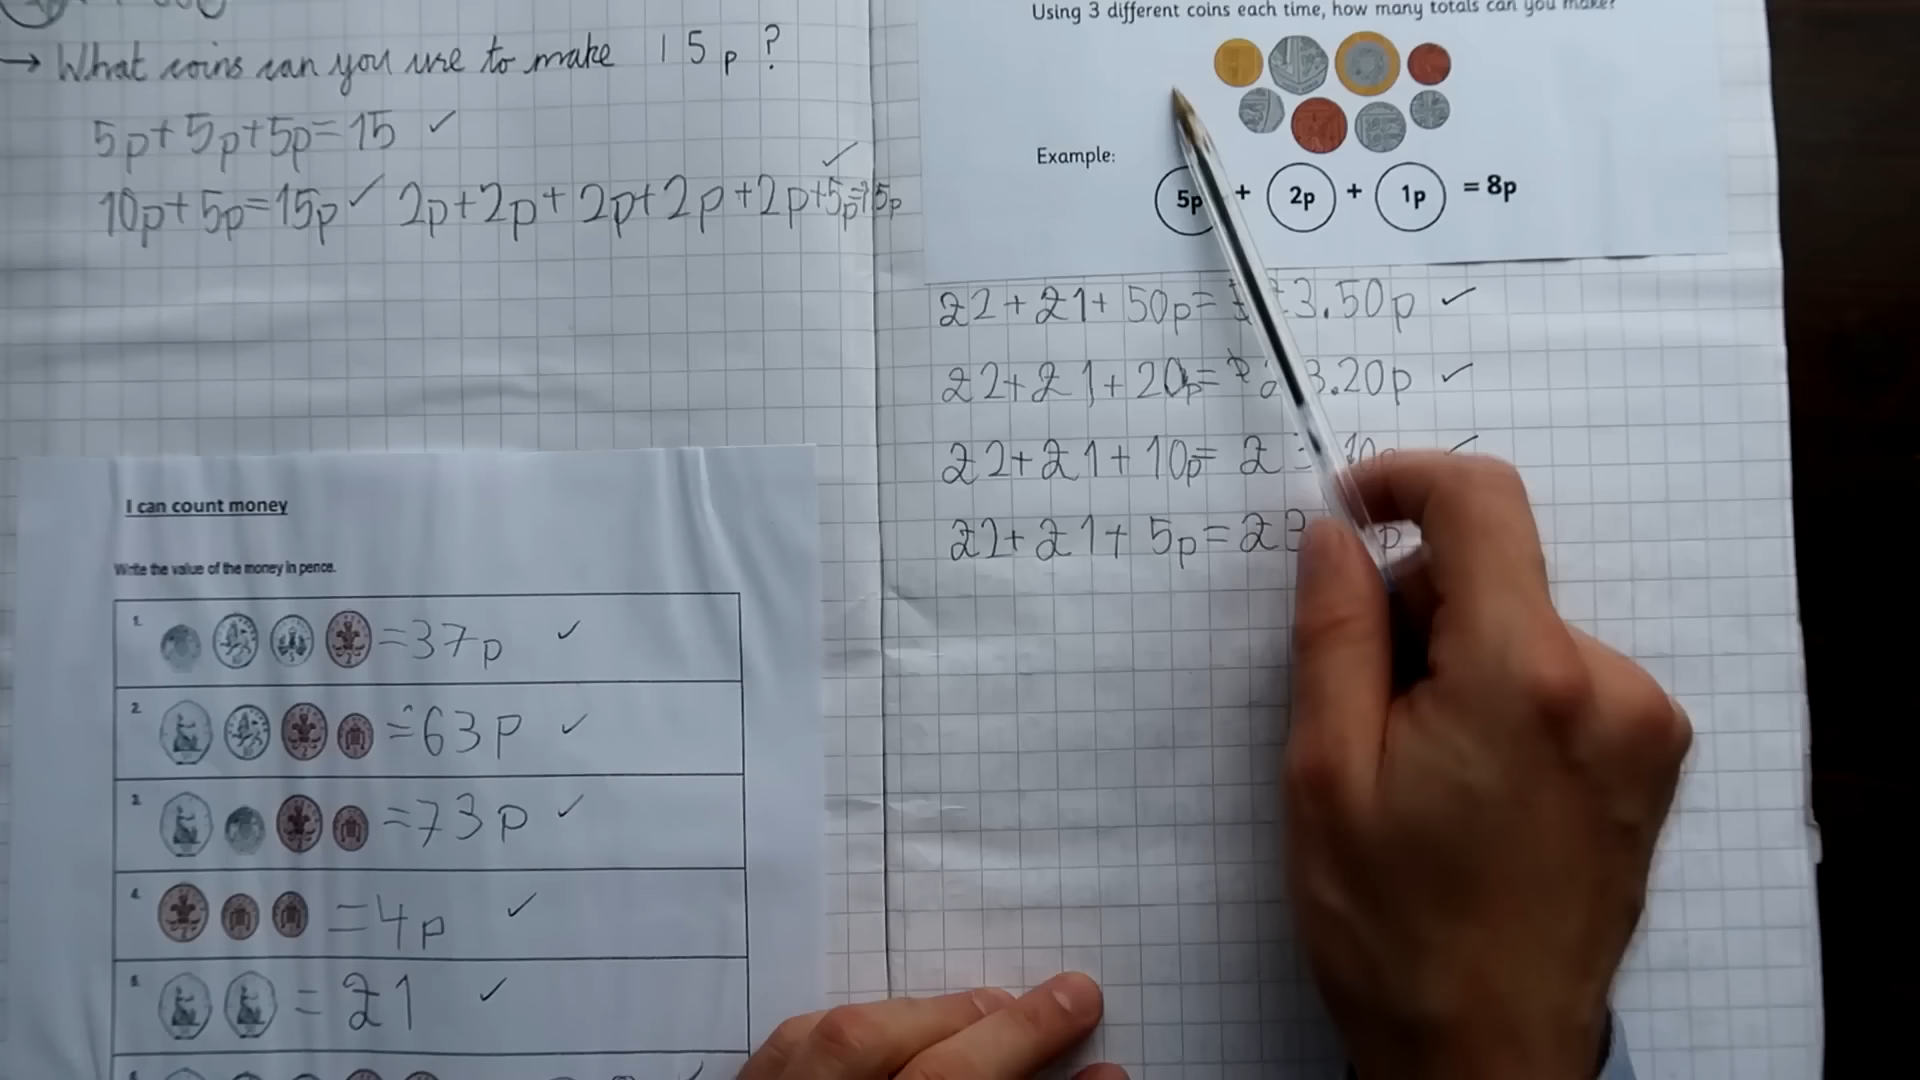 → What coins can you use to make 15p?
5p+5p+5p=15 ✓
10p+5p=15p ✓ 2p+2p+2p+2p+2p+5p=15p ✓
I can count money
Write the value of the money in pence.
1. =37p ✓
2. =63p ✓
3. =73p ✓
4. =4p ✓
5. =£1 ✓
Using 3 different coins each time, how many totals can you make?
Example:
5p + 2p + 1p = 8p
£2+£1+50p= 3.50p ✓
£2+£1+20p= 3.20p ✓
£2+£1+10p= £ 10p ✓
£2+£1+5p=£3 p